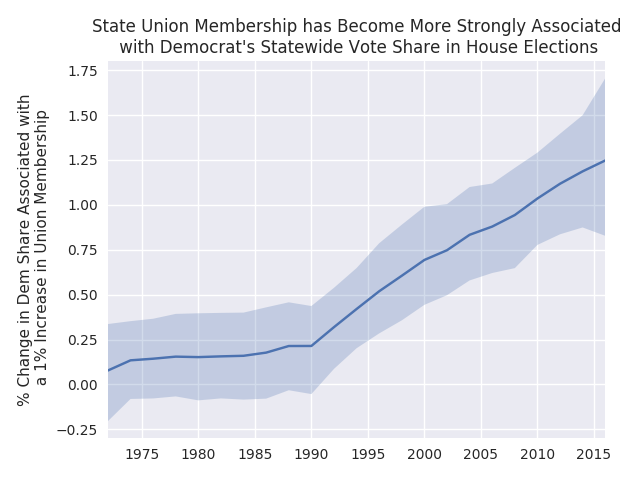 State Union Membership has Become More Strongly Associated
with Democrat's Statewide Vote Share in House Elections
% Change in Dem Share Associated with
a 1% Increase in Union Membership
1.75
1.50
1.25
1.00
0.75
0.50
0.25
0.00
−0.25
1975 1980 1985 1990 1995 2000 2005 2010 2015